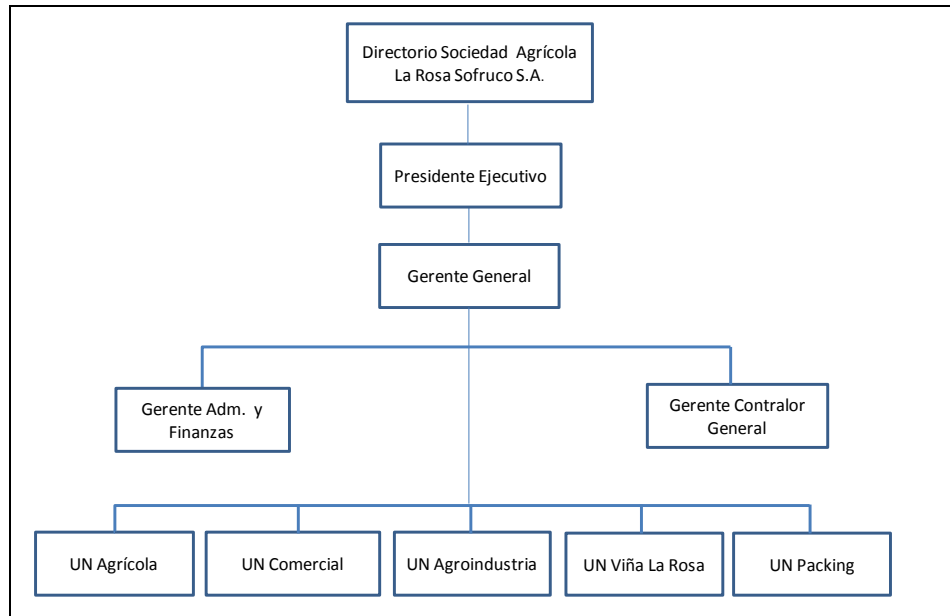 Directorio Sociedad Agrícola
La Rosa Sofruco S.A.
Presidente Ejecutivo
Gerente General
Gerente Adm. y
Finanzas
Gerente Contralor
General
UN Agrícola
UN Comercial
UN Agroindustria
UN Viña La Rosa
UN Packing